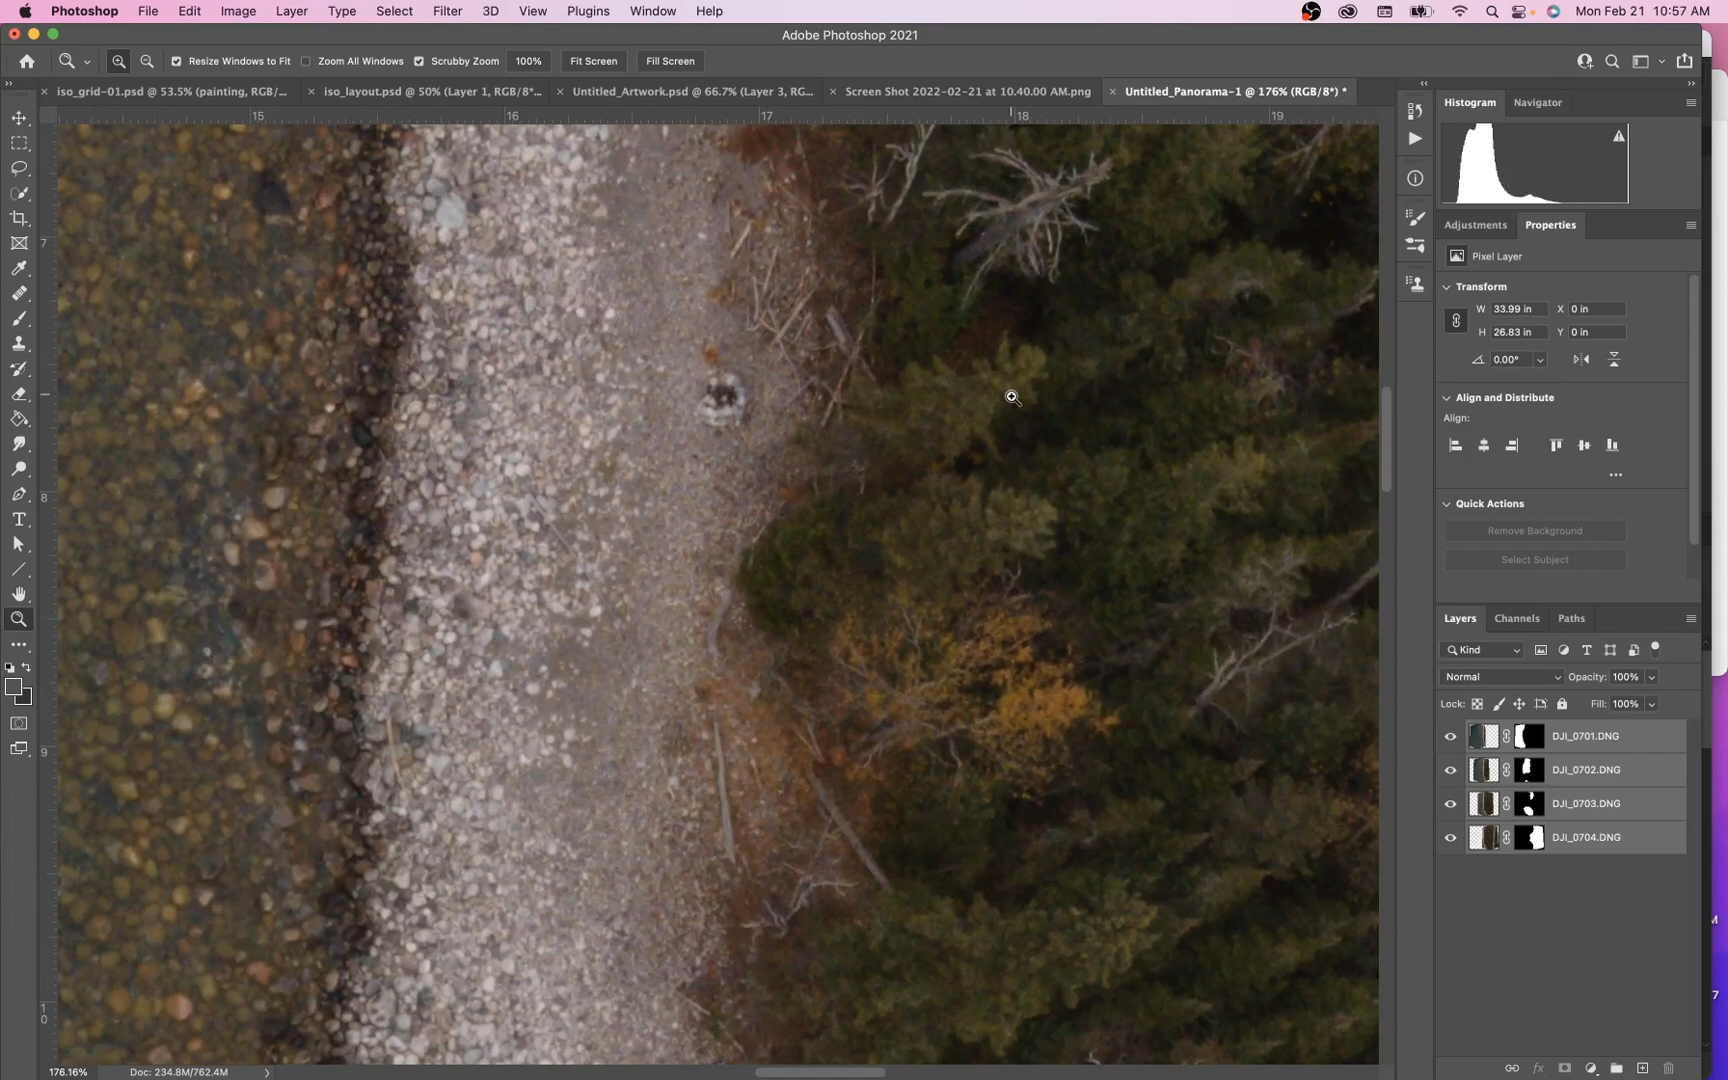 Photoshop File Edit Image Layer Type Select Filter 3D View Plugins Window Help Mon Feb 21 10:57 AM
Adobe Photoshop 2021
Resize Windows to Fit Zoom All Windows Scrubby Zoom 100% Fit Screen Fill Screen
iso_grid-01.psd @ 53.5% (painting, RGB/... iso_layout.psd @ 50% (Layer 1, RGB/8*... Untitled_Artwork.psd @ 66.7% (Layer 3, RG... Screen Shot 2022-02-21 at 10.40.00 AM.png Untitled_Panorama-1 @ 176% (RGB/8*) *
Histogram Navigator
15 16 17 18 19
7
8
9
1
0
Adjustments Properties
Pixel Layer
Transform
W 33.99 in X 0 in
H 26.83 in Y 0 in
0.00°
Align and Distribute
Align:
Quick Actions
Remove Background
Select Subject
Layers Channels Paths
Kind
Normal Opacity: 100%
Lock: Fill: 100%
DJI_0701.DNG
DJI_0702.DNG
DJI_0703.DNG
DJI_0704.DNG
M
7
176.16% Doc: 234.8M/762.4M